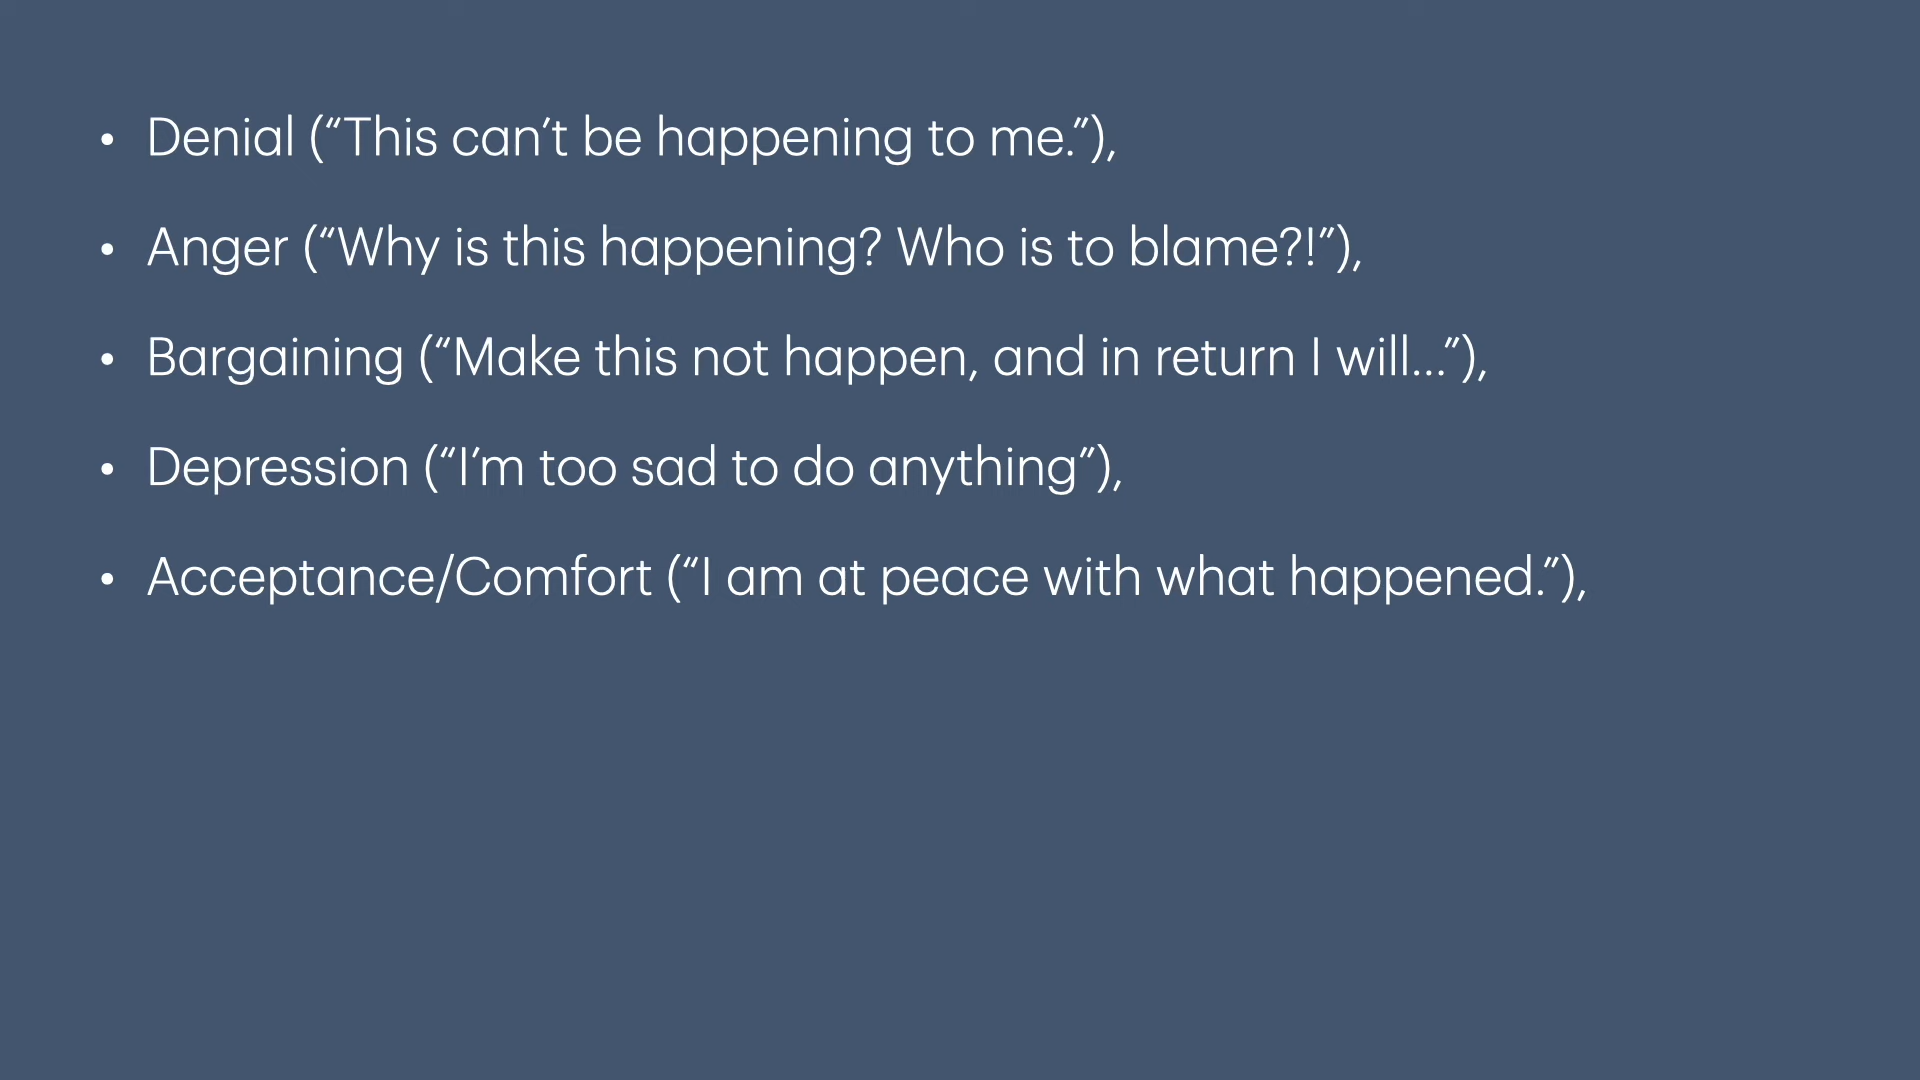 • Denial (“This can’t be happening to me.”),
• Anger (“Why is this happening? Who is to blame?!”),
• Bargaining (“Make this not happen, and in return I will…”),
• Depression (“I’m too sad to do anything”),
• Acceptance/Comfort (“I am at peace with what happened.”),